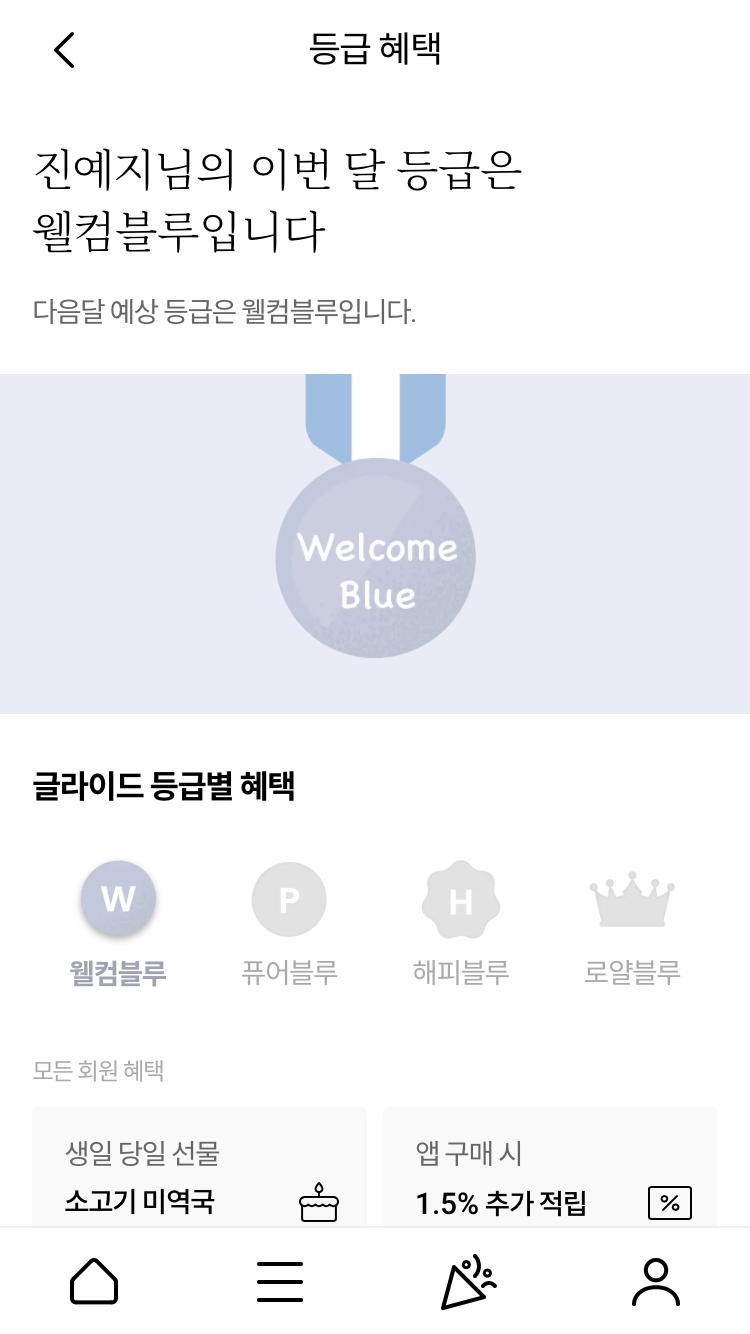 등급 혜택
진예지님의 이번 달 등급은
웰컴블루입니다
다음달 예상 등급은 웰컴블루입니다.
Welcome
Blue
글라이드 등급별 혜택
W P H
웰컴블루 퓨어블루 해피블루 로얄블루
모든 회원 혜택
생일 당일 선물
소고기 미역국
앱 구매 시
1.5% 추가 적립
%